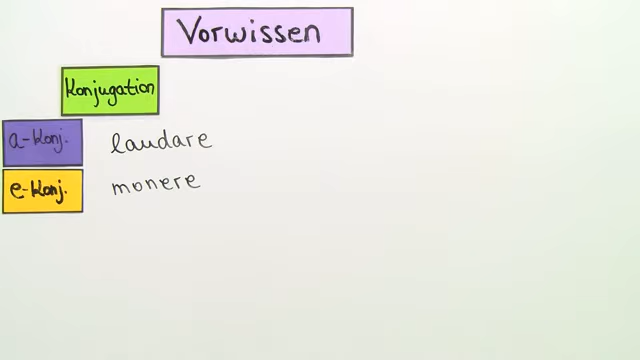 Vorwissen
Konjugation
a-Konj. laudare
e-Konj. monere